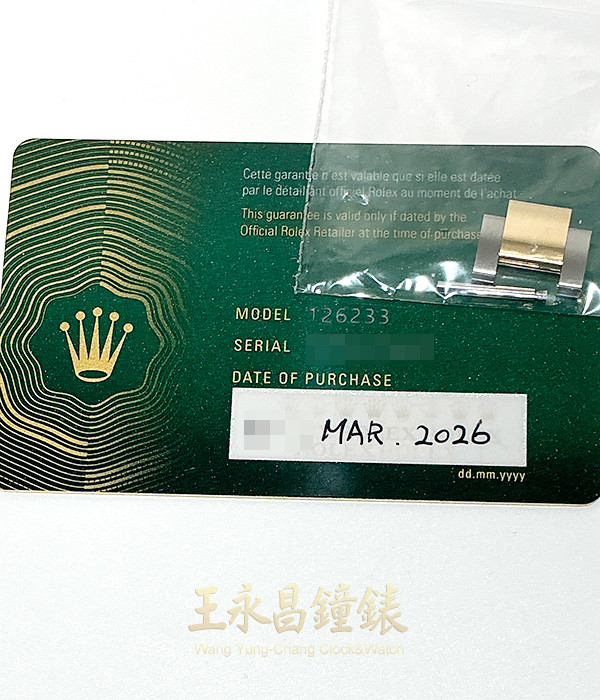 Cette garantie n'est valable que si elle est datée
par le détaillant officiel Rolex au moment de l'achat
This guarantee is valid only if dated by the
Official Rolex Retailer at the time of purchase
MODEL 126233
SERIAL
DATE OF PURCHASE
MAR. 2026
dd.mm.yyyy
王永昌鐘錶
Wang Yung-Chang Clock&Watch